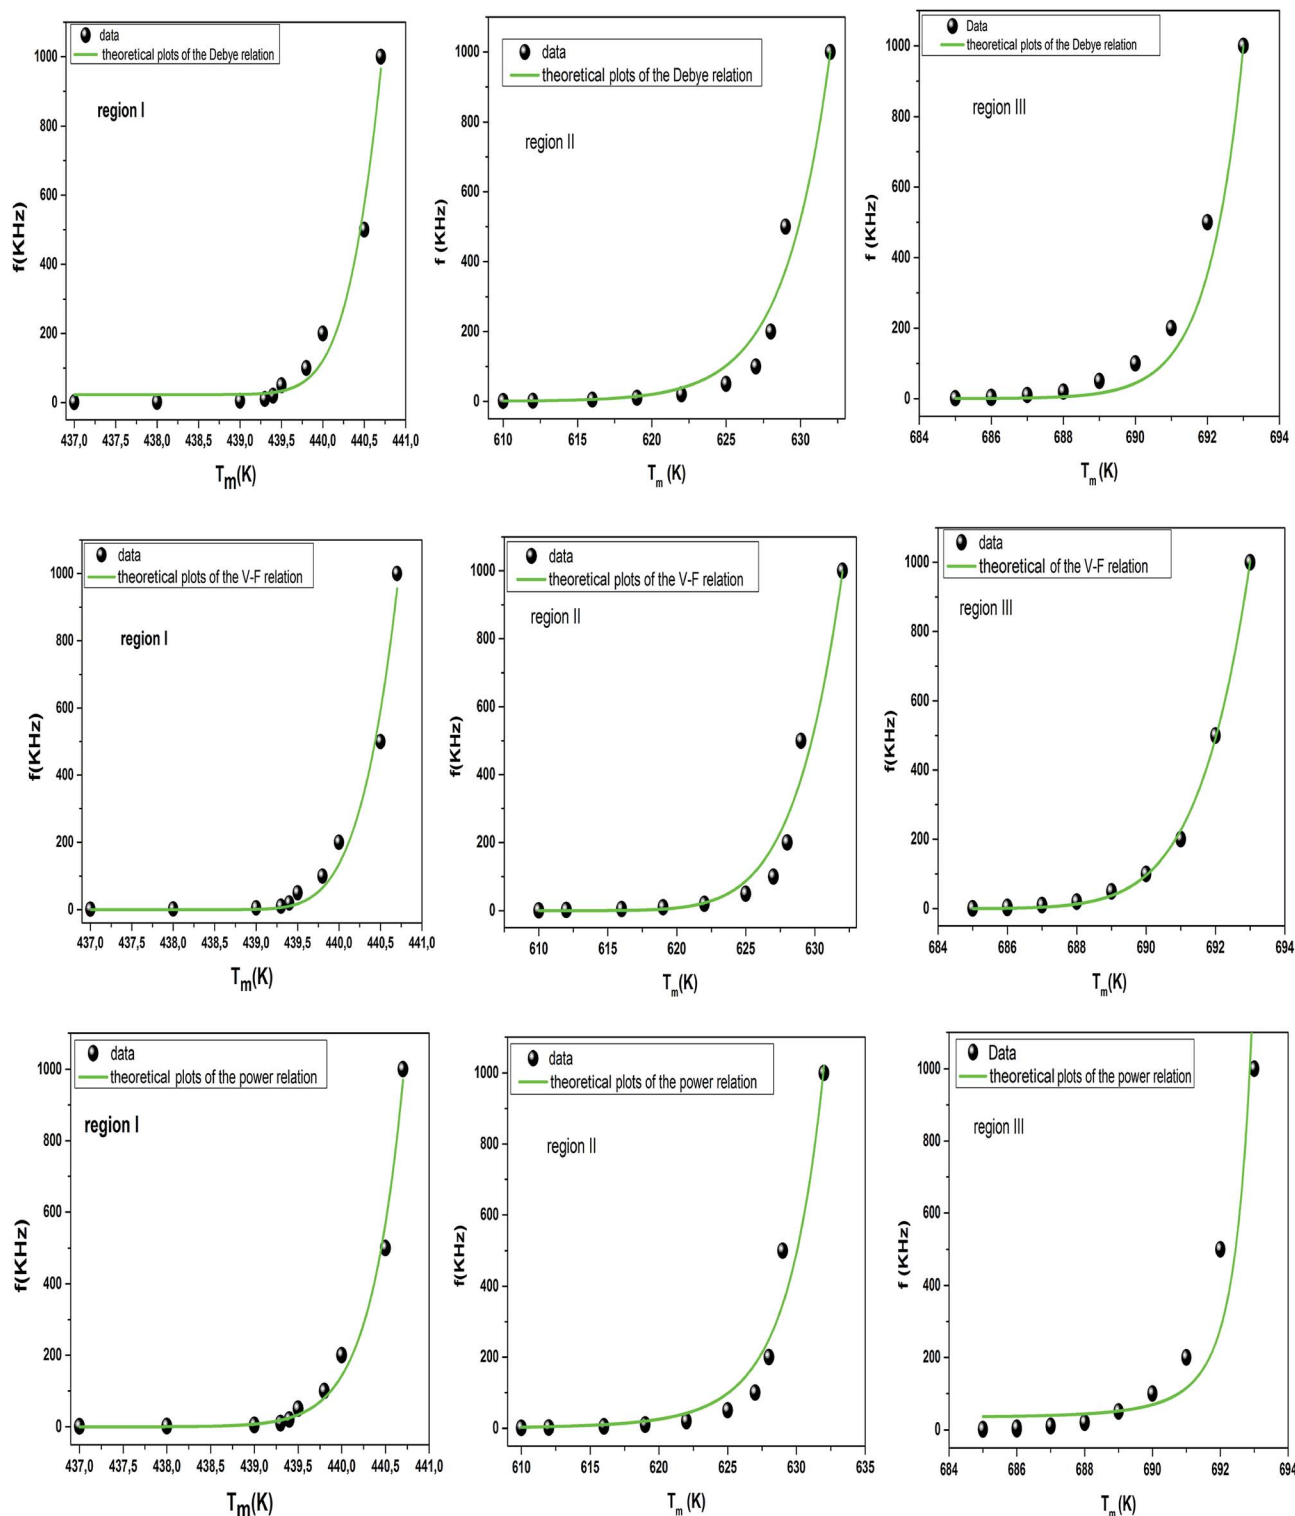 data
theoretical plots of the Debye relation
region I
1000
800
600
400
200
0
437,0 437,5 438,0 438,5 439,0 439,5 440,0 440,5 441,0
f(KHz)
Tm(K)
data
theoretical plots of the Debye relation
region II
1000
800
600
400
200
0
610 615 620 625 630
f (KHz)
Tm (K)
Data
theoretical plots of the Debye relation
region III
1000
800
600
400
200
0
684 686 688 690 692 694
f (KHz)
Tm (K)
data
theoretical plots of the V-F relation
region I
1000
800
600
400
200
0
437,0 437,5 438,0 438,5 439,0 439,5 440,0 440,5 441,0
f(KHz)
Tm(K)
data
theoretical plots of the V-F relation
region II
1000
800
600
400
200
0
610 615 620 625 630
f(KHz)
Tm(K)
data
theoretical of the V-F relation
region III
1000
800
600
400
200
0
684 686 688 690 692 694
f(KHz)
Tm(K)
data
theoretical plots of the power relation
region I
1000
800
600
400
200
0
437,0 437,5 438,0 438,5 439,0 439,5 440,0 440,5 441,0
f(KHz)
Tm(K)
data
theoretical plots of the power relation
region II
1000
800
600
400
200
0
610 615 620 625 630 635
f(KHz)
Tm (K)
Data
theoretical plots of the power relation
region III
1000
800
600
400
200
0
684 686 688 690 692 694
f (KHz)
Tm (K)